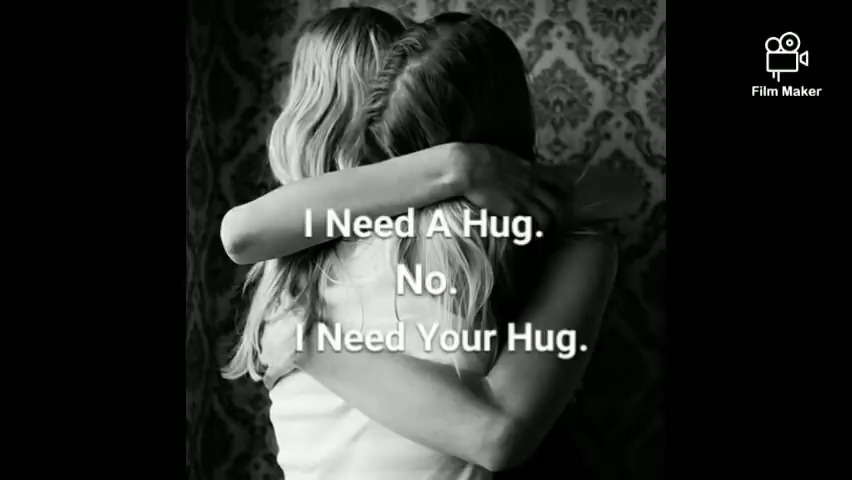 I Need A Hug.
No.
I Need Your Hug.
Film Maker